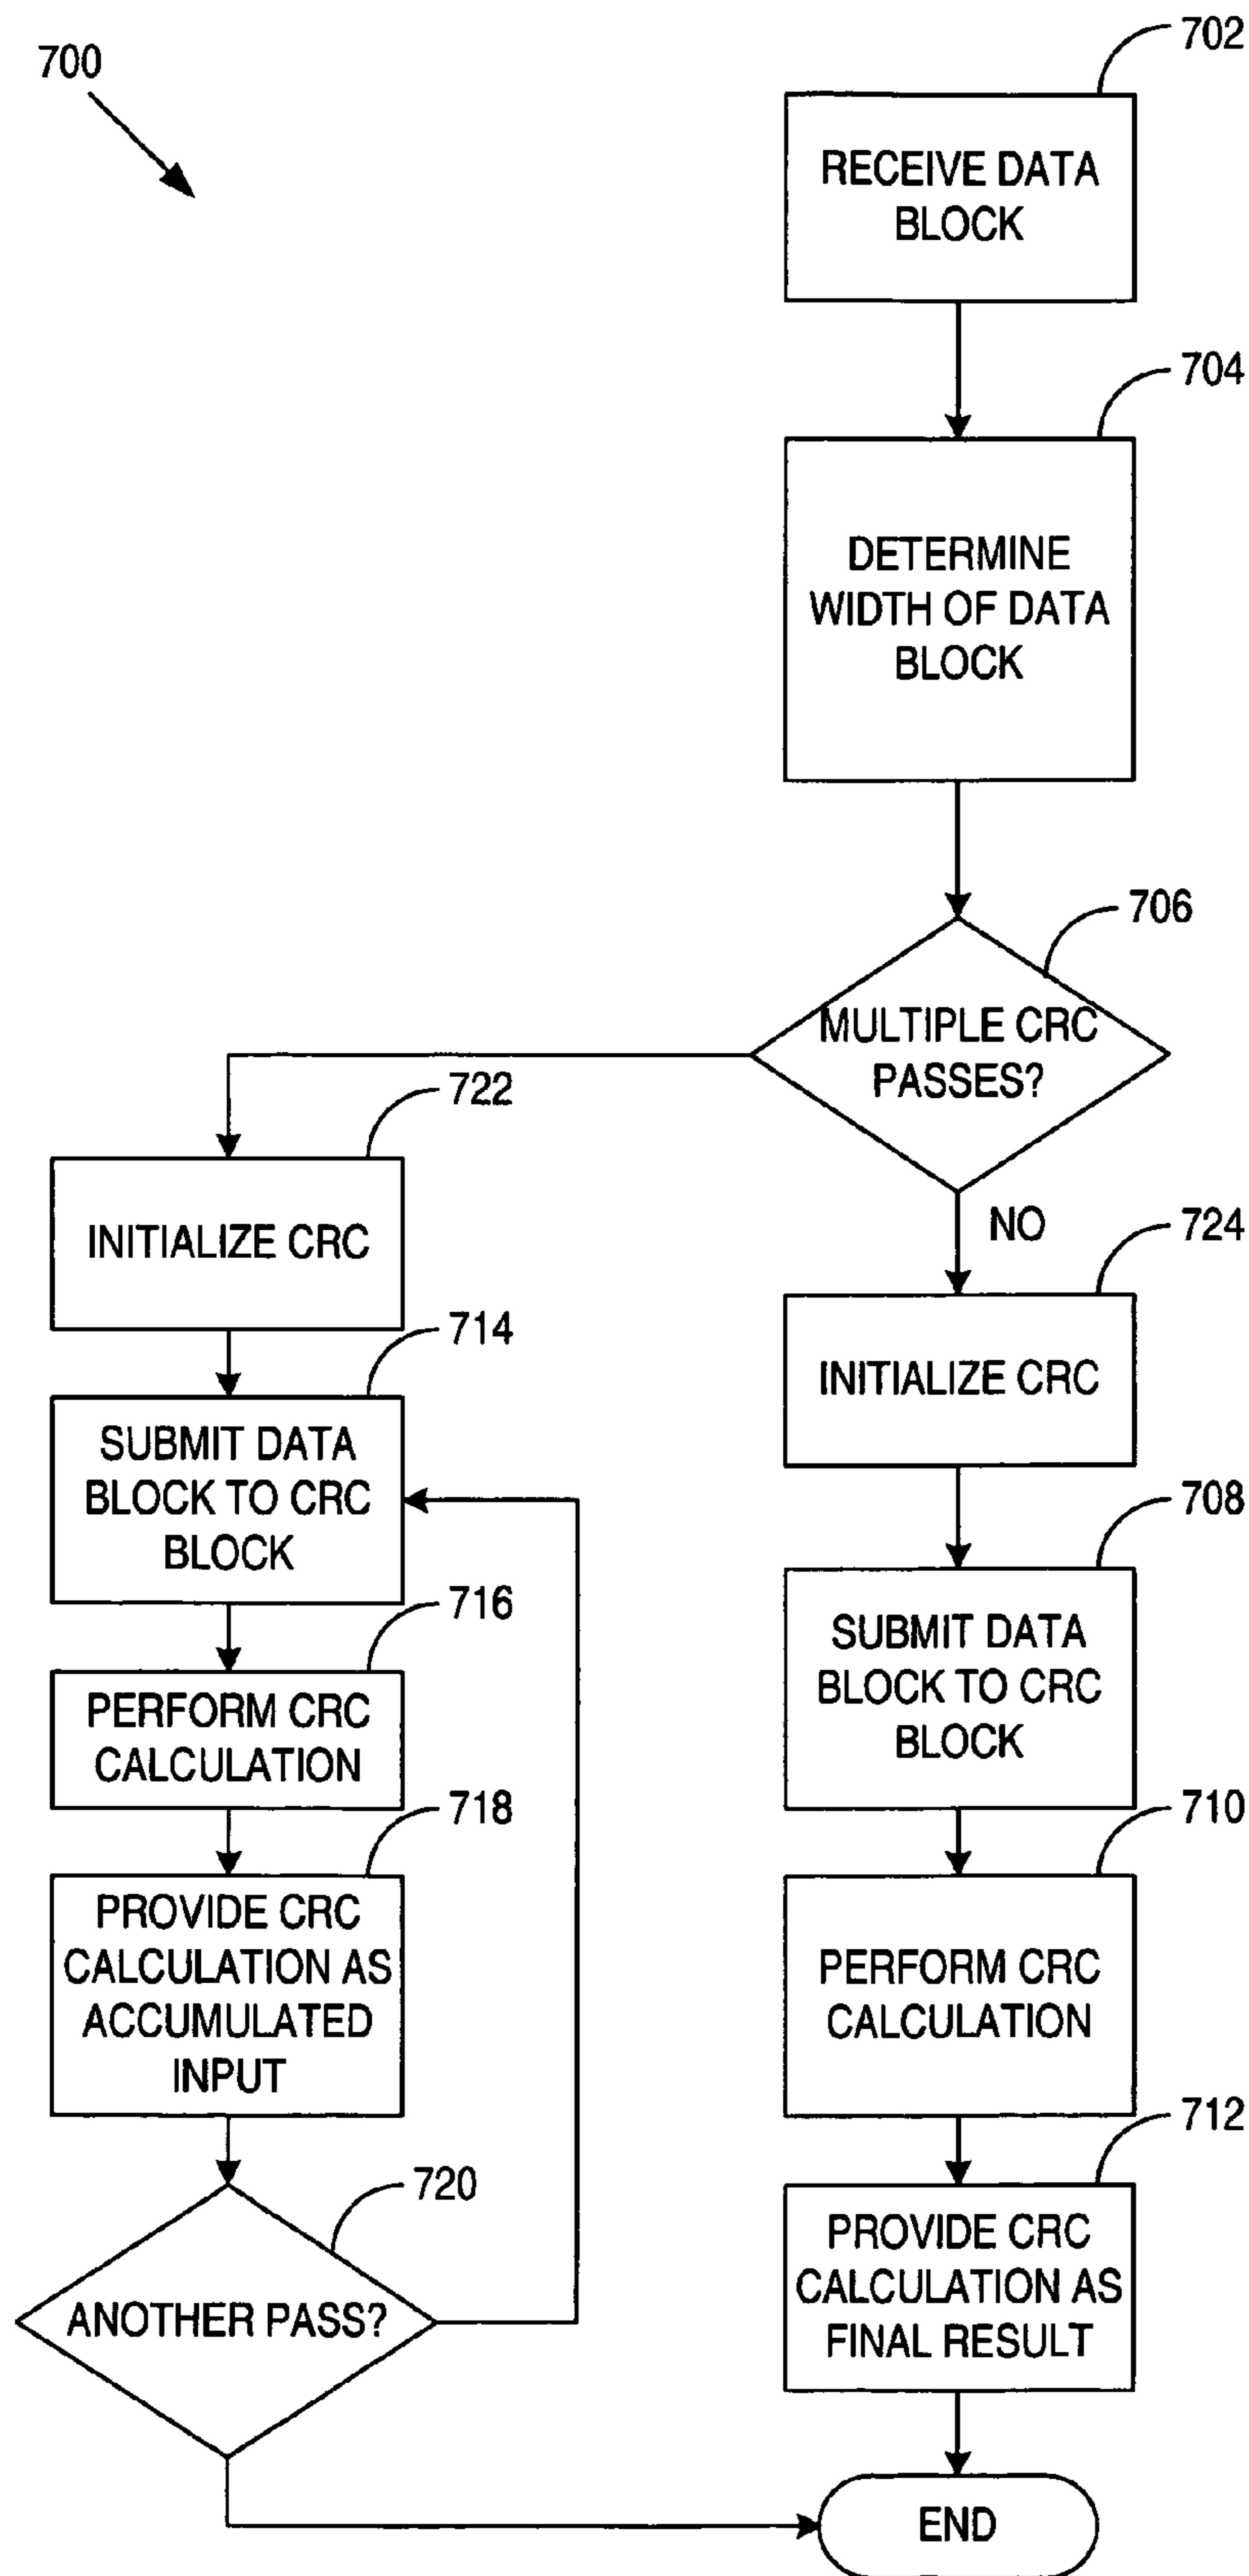 700
702
RECEIVE DATA
BLOCK
704
DETERMINE
WIDTH OF DATA
BLOCK
706
MULTIPLE CRC
PASSES?
722
INITIALIZE CRC
NO
724
INITIALIZE CRC
714
SUBMIT DATA
BLOCK TO CRC
BLOCK
708
SUBMIT DATA
BLOCK TO CRC
BLOCK
716
PERFORM CRC
CALCULATION
710
PERFORM CRC
CALCULATION
718
PROVIDE CRC
CALCULATION AS
ACCUMULATED
INPUT
712
PROVIDE CRC
CALCULATION AS
FINAL RESULT
720
ANOTHER PASS?
END